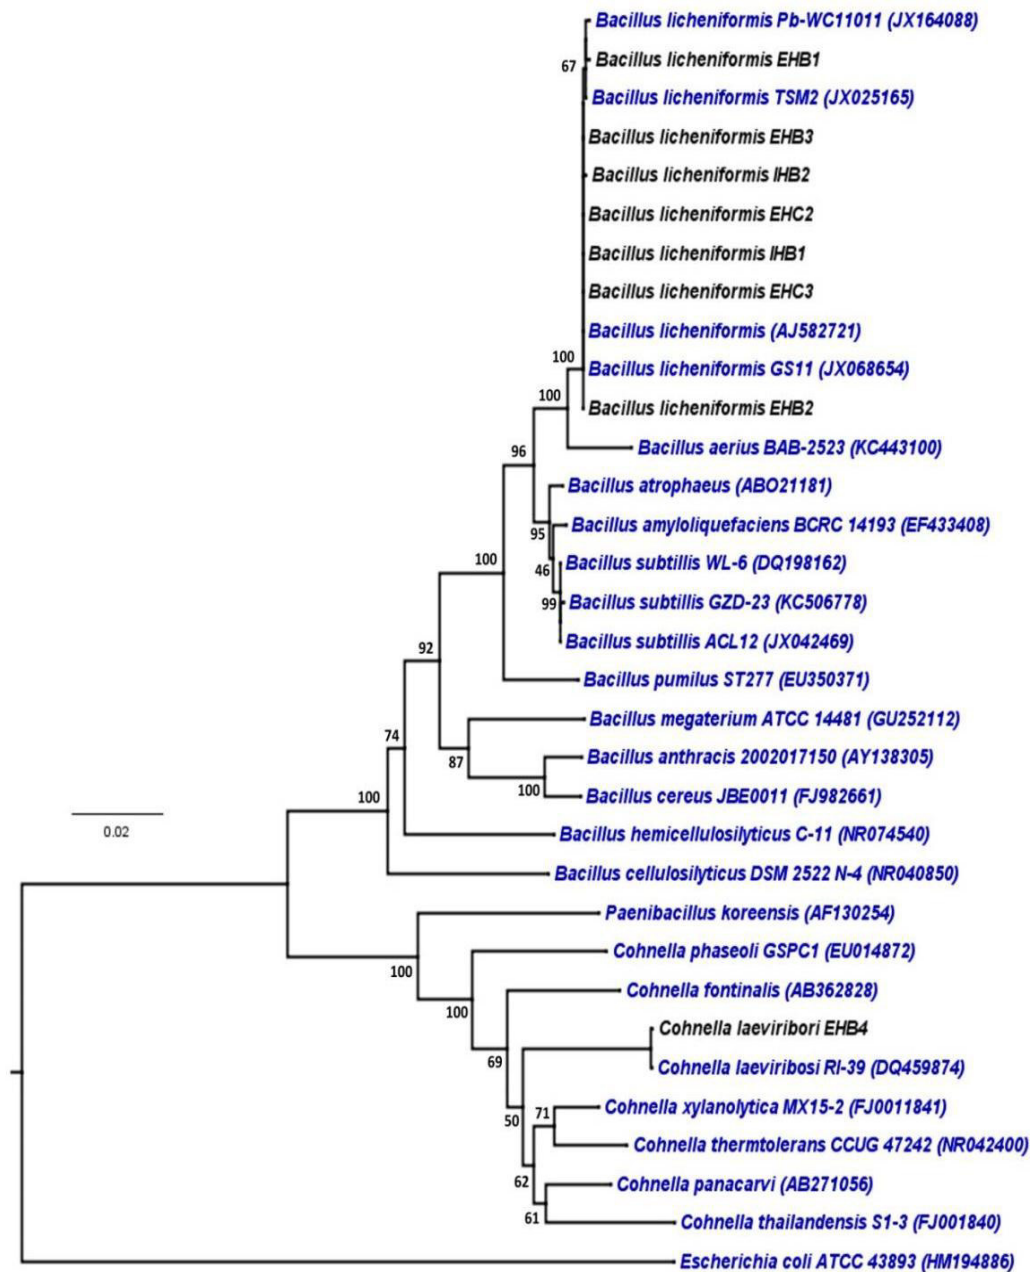 Bacillus licheniformis Pb-WC11011 (JX164088)
Bacillus licheniformis EHB1
67
Bacillus licheniformis TSM2 (JX025165)
Bacillus licheniformis EHB3
Bacillus licheniformis IHB2
Bacillus licheniformis EHC2
Bacillus licheniformis IHB1
Bacillus licheniformis EHC3
Bacillus licheniformis (AJ582721)
100
Bacillus licheniformis GS11 (JX068654)
100
Bacillus licheniformis EHB2
Bacillus aerius BAB-2523 (KC443100)
96
Bacillus atrophaeus (ABO21181)
Bacillus amyloliquefaciens BCRC 14193 (EF433408)
95
Bacillus subtillis WL-6 (DQ198162)
100
46
Bacillus subtillis GZD-23 (KC506778)
99
Bacillus subtillis ACL12 (JX042469)
92
Bacillus pumilus ST277 (EU350371)
Bacillus megaterium ATCC 14481 (GU252112)
74
Bacillus anthracis 2002017150 (AY138305)
87
100
Bacillus cereus JBE0011 (FJ982661)
100
0.02
Bacillus hemicellulosilyticus C-11 (NR074540)
Bacillus cellulosilyticus DSM 2522 N-4 (NR040850)
Paenibacillus koreensis (AF130254)
Cohnella phaseoli GSPC1 (EU014872)
100
Cohnella fontinalis (AB362828)
100
Cohnella laeviribori EHB4
69
Cohnella laeviribosi RI-39 (DQ459874)
Cohnella xylanolytica MX15-2 (FJ0011841)
71
50
Cohnella thermtolerans CCUG 47242 (NR042400)
62
Cohnella panacarvi (AB271056)
61
Cohnella thailandensis S1-3 (FJ001840)
Escherichia coli ATCC 43893 (HM194886)